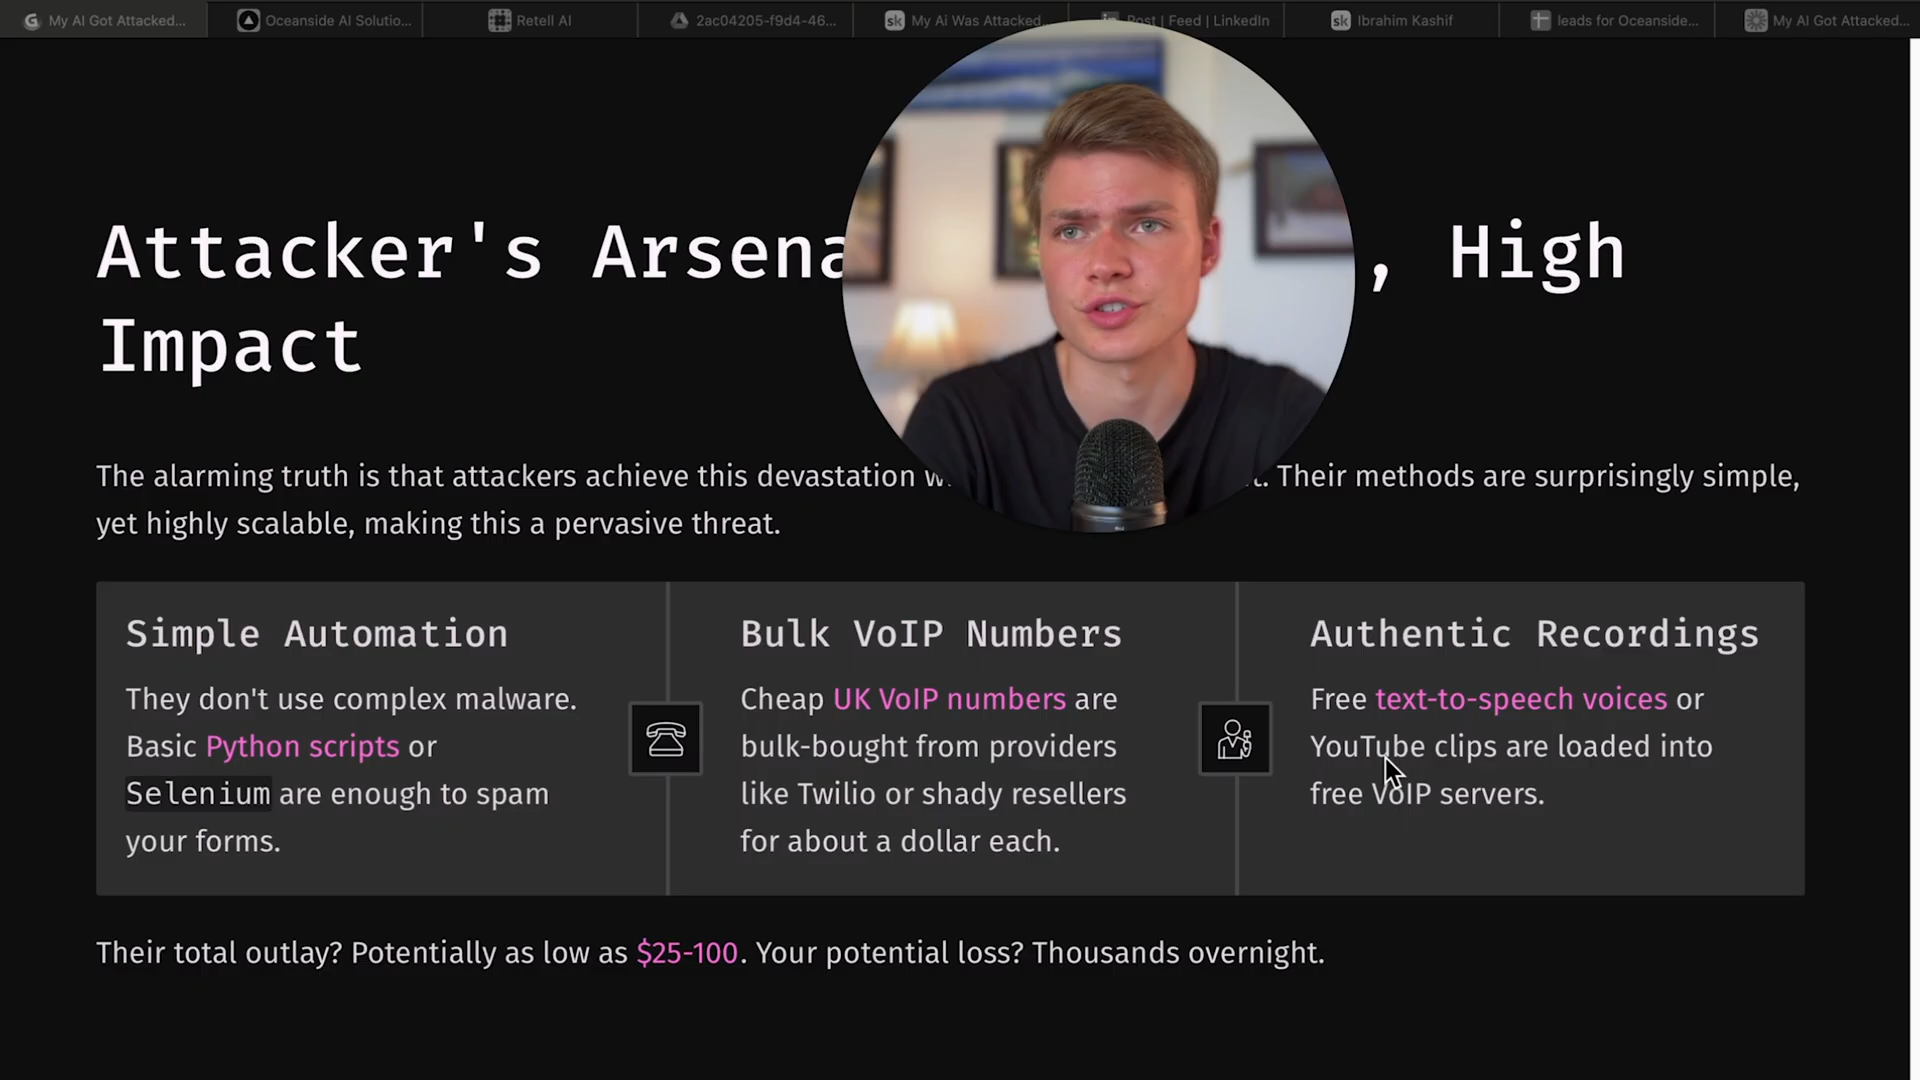 My AI Got Attacked...
Oceanside AI Solutio...
Retell AI
2ac04205-f9d4-46...
My Ai Was Attacked
Post | Feed | LinkedIn
Ibrahim Kashif
leads for Oceanside...
My AI Got Attacked...
Attacker's , High
Impact
The alarming truth is that attackers achieve this devastation . Their methods are surprisingly simple,
yet highly scalable, making this a pervasive threat.
Simple Automation
They don't use complex malware.
Basic Python scripts or
Selenium are enough to spam
your forms.
Bulk VoIP Numbers
Cheap UK VoIP numbers are
bulk-bought from providers
like Twilio or shady resellers
for about a dollar each.
Authentic Recordings
Free text-to-speech voices or
YouTube clips are loaded into
free VoIP servers.
Their total outlay? Potentially as low as $25-100. Your potential loss? Thousands overnight.